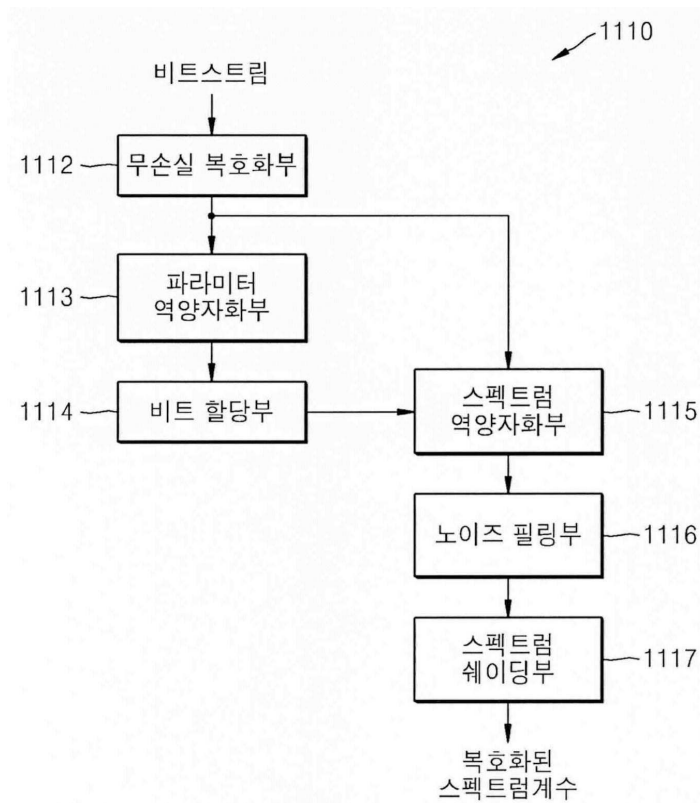 1110
비트스트림
1112
무손실 복호화부
1113
파라미터
역양자화부
1114
비트 할당부
스펙트럼
역양자화부
1115
노이즈 필링부
1116
스펙트럼
쉐이딩부
1117
복호화된
스펙트럼계수